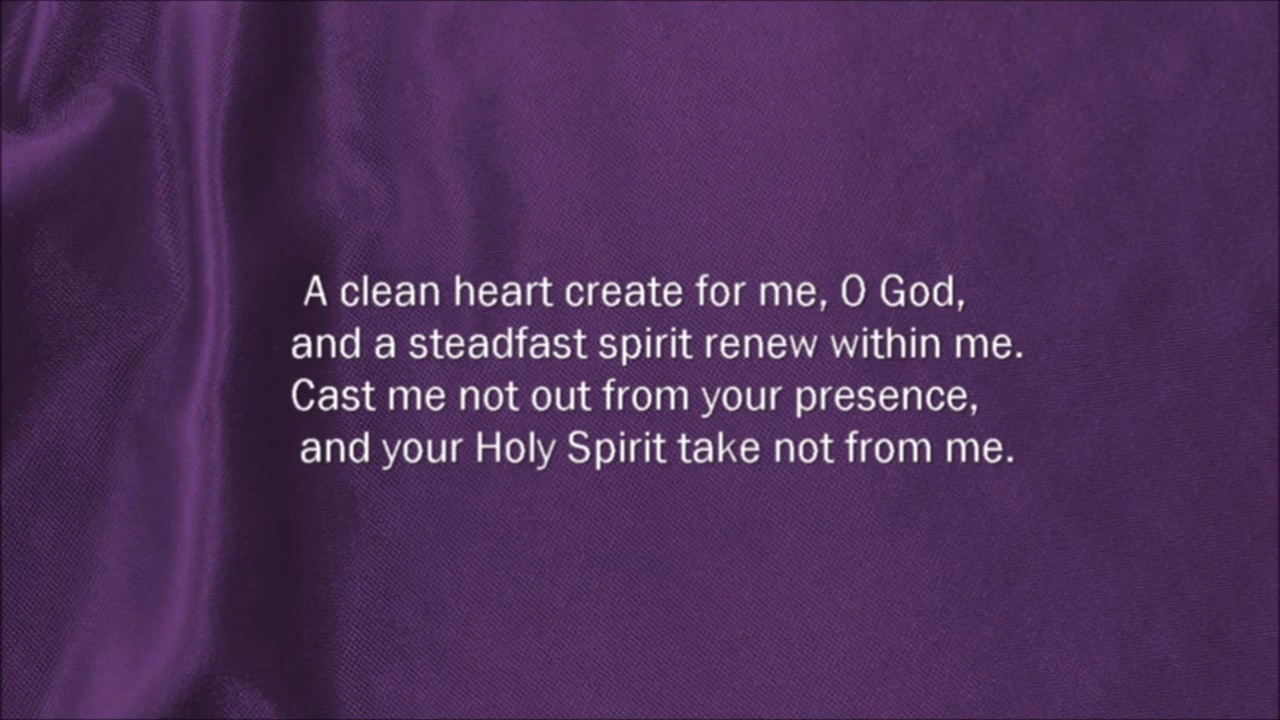 A clean heart create for me, O God,
and a steadfast spirit renew within me.
Cast me not out from your presence,
and your Holy Spirit take not from me.